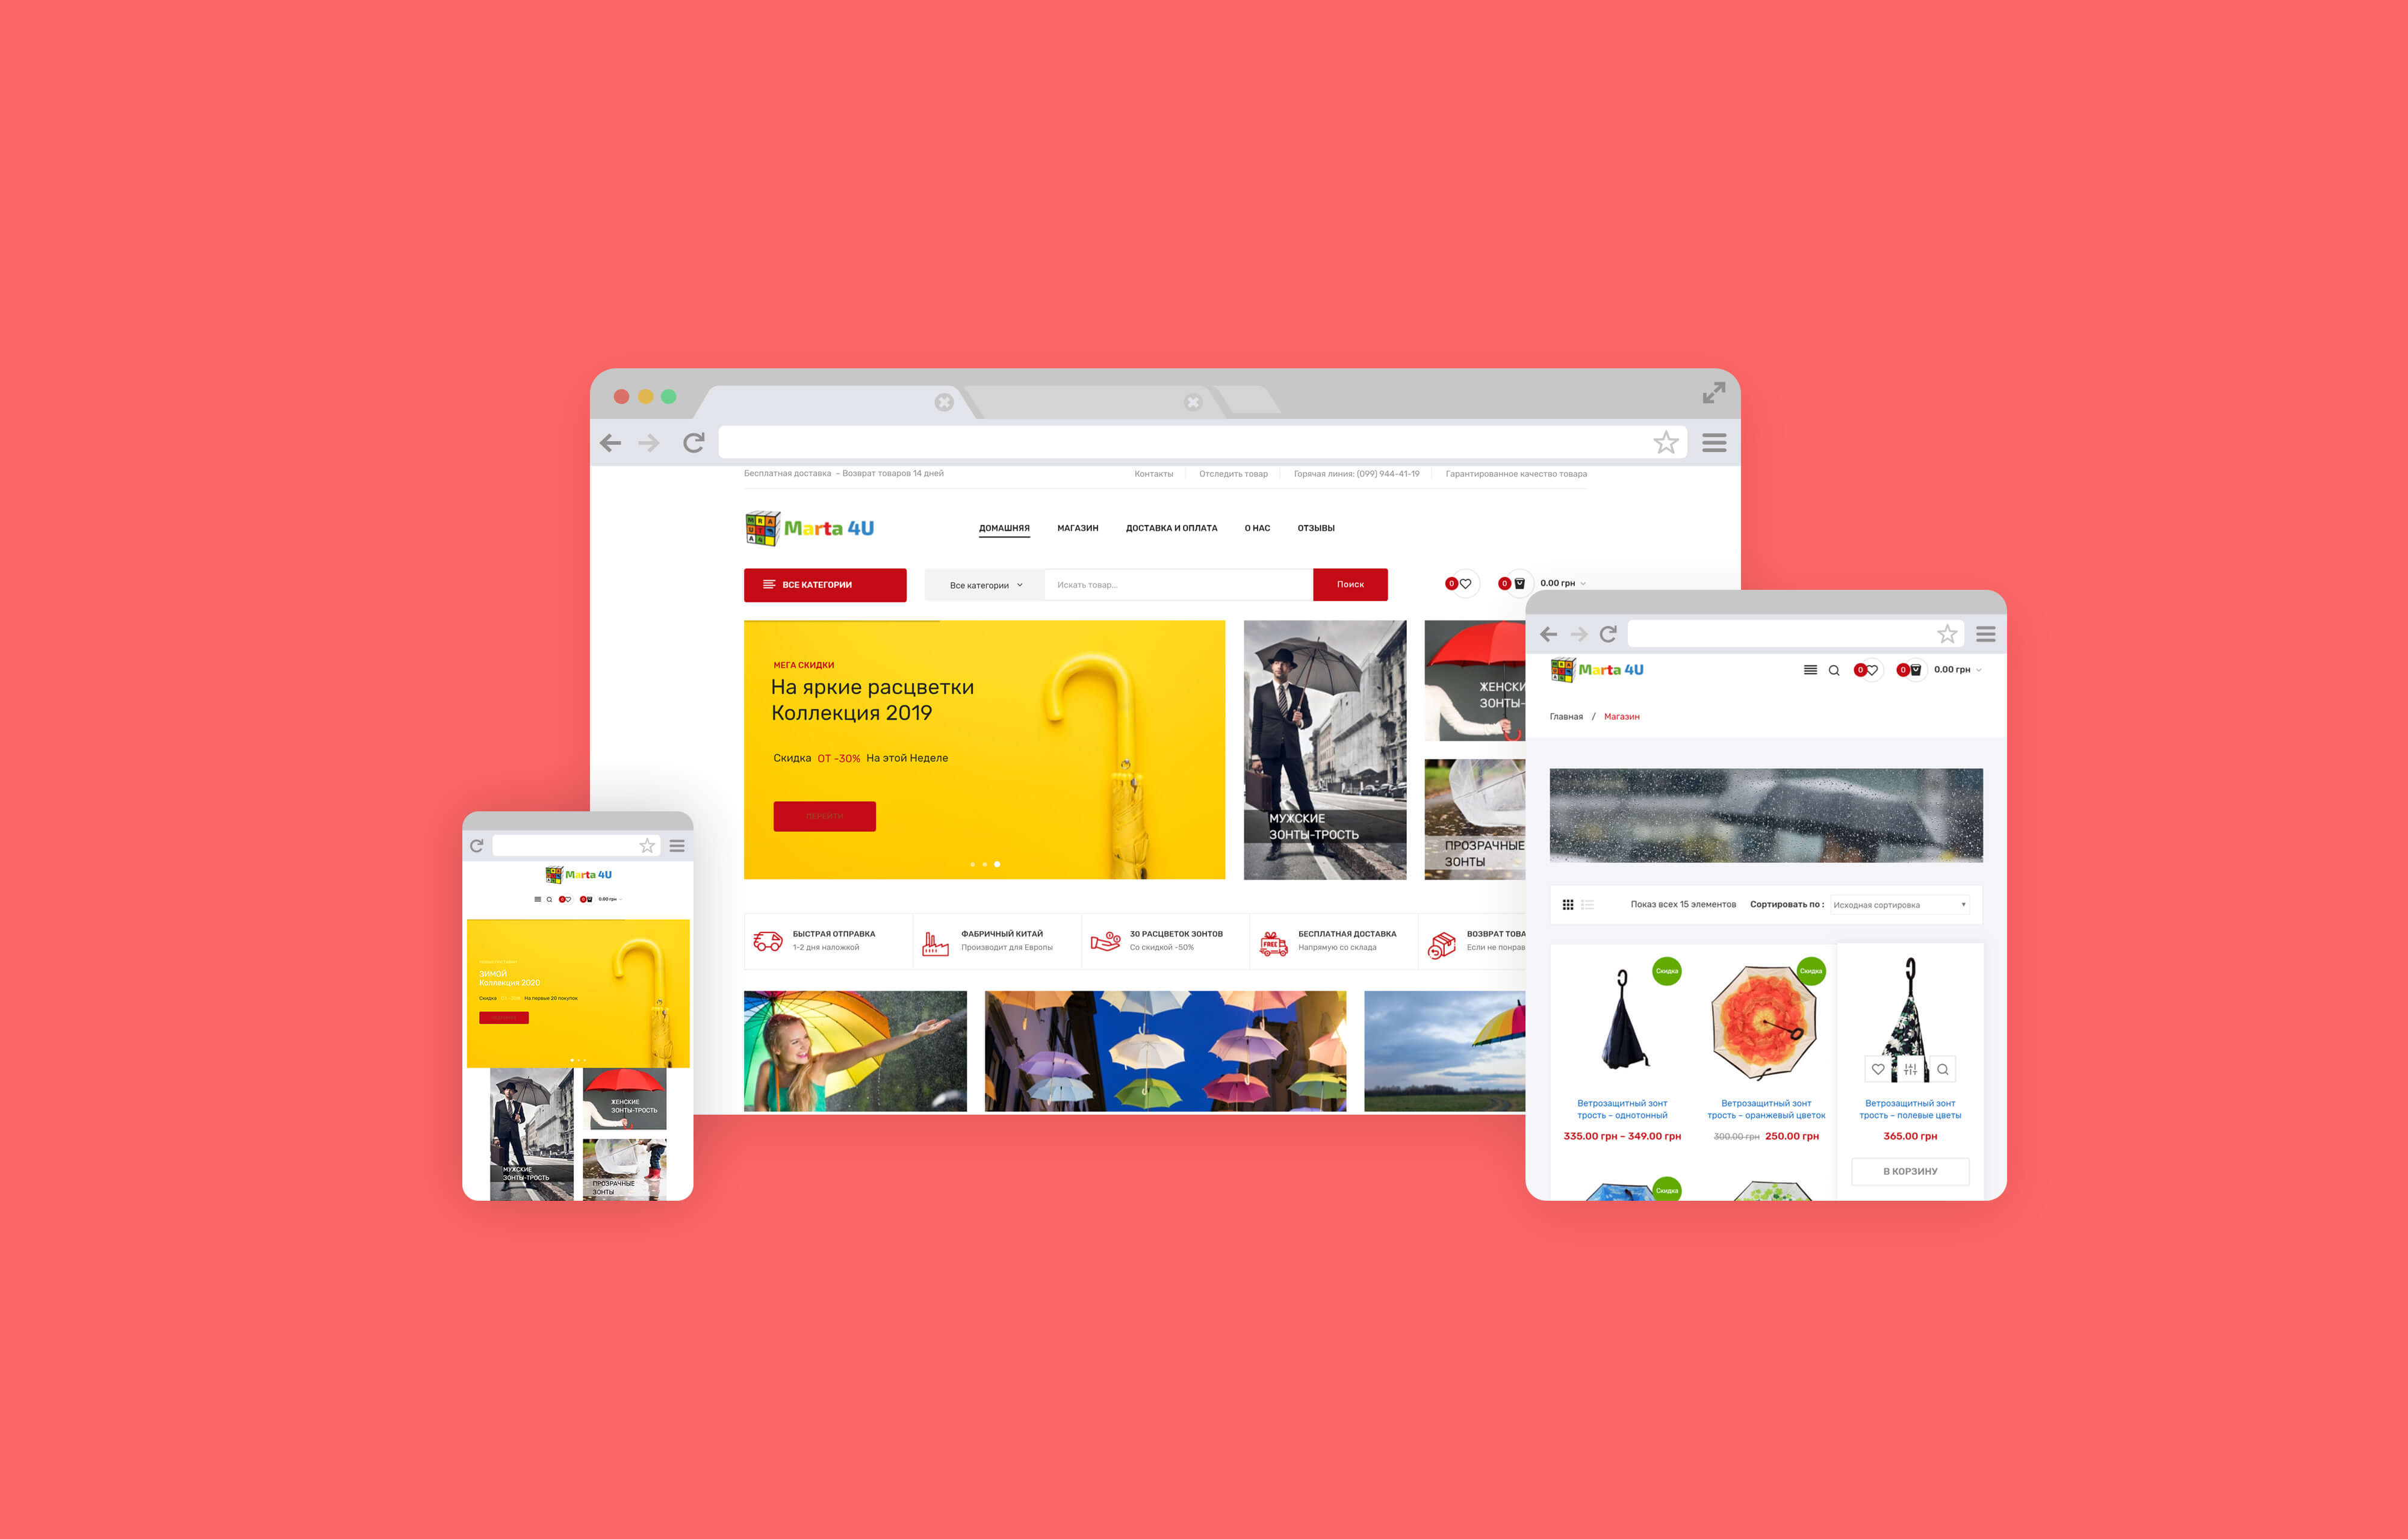 Бесплатная доставка – Возврат товаров 14 дней
Контакты
Отследить товар
Горячая линия: (099) 944-41-19
Гарантированное качество товара
Marta 4U
ДОМАШНЯЯ
МАГАЗИН
ДОСТАВКА И ОПЛАТА
О НАС
ОТЗЫВЫ
ВСЕ КАТЕГОРИИ
Все категории
Искать товар...
Поиск
0
0
0.00 грн
МЕГА СКИДКИ
На яркие расцветки
Коллекция 2019
Скидка ОТ -30% На этой Неделе
ПЕРЕЙТИ
МУЖСКИЕ
ЗОНТЫ-ТРОСТЬ
ЖЕНСКИ
ЗОНТЫ-
ПРОЗРАЧНЫЕ
ЗОНТЫ
БЫСТРАЯ ОТПРАВКА
1-2 дня наложкой
ФАБРИЧНЫЙ КИТАЙ
Производит для Европы
30 РАСЦВЕТОК ЗОНТОВ
Со скидкой -50%
FREE
БЕСПЛАТНАЯ ДОСТАВКА
Напрямую со склада
ВОЗВРАТ ТОВА
Если не понрав
Marta 4U
0
0
0.00 грн
Главная / Магазин
Показ всех 15 элементов
Сортировать по :
Исходная сортировка
Скидка
Скидка
Ветрозащитный зонт
трость – однотонный
335.00 грн – 349.00 грн
Ветрозащитный зонт
трость – оранжевый цветок
300.00 грн 250.00 грн
Ветрозащитный зонт
трость – полевые цветы
365.00 грн
В КОРЗИНУ
Скидка
Marta 4U
0
0
0.00 грн
ЗИМОЙ
Коллекция 2020
Скидка
На первые 20 покупок
ЖЕНСКИЕ
ЗОНТЫ-ТРОСТЬ
МУЖСКИЕ
ЗОНТЫ-ТРОСТЬ
ПРОЗРАЧНЫЕ
ЗОНТЫ